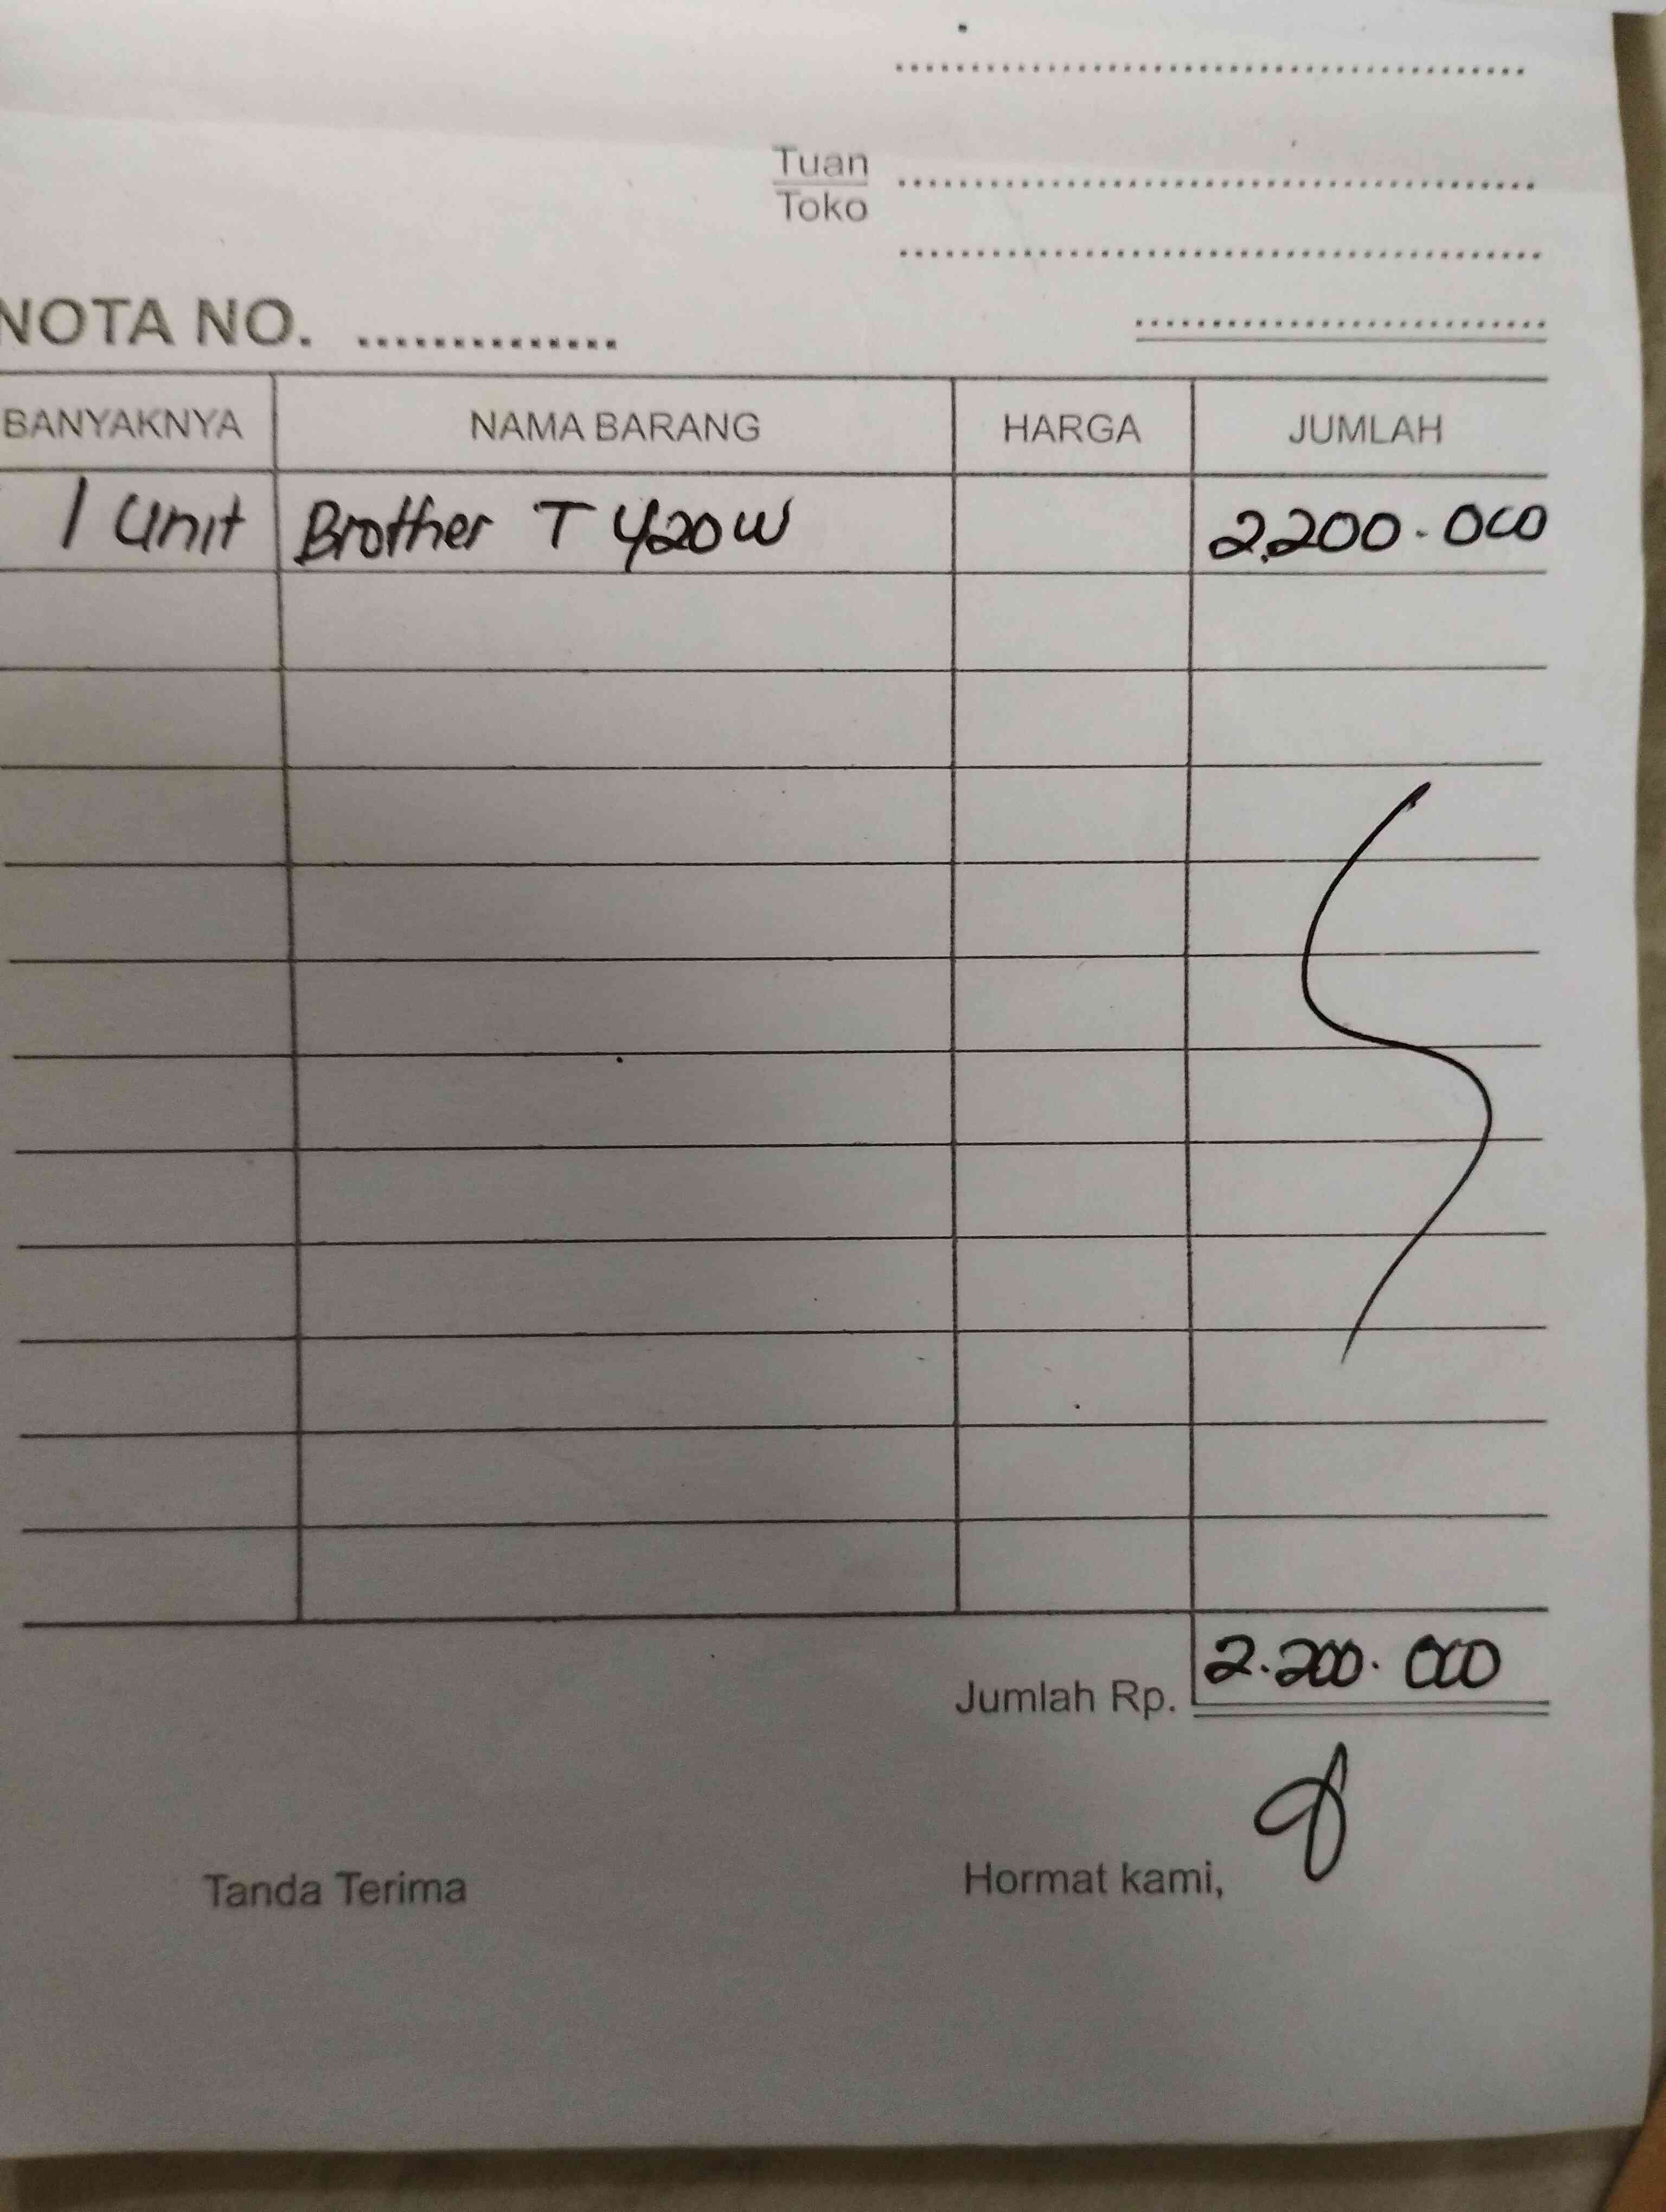 Tuan
Toko
NOTA NO. ..............
BANYAKNYA NAMA BARANG HARGA JUMLAH
1 Unit Brother T 420W 2.200.000
Jumlah Rp. 2.200.000
Tanda Terima Hormat kami,